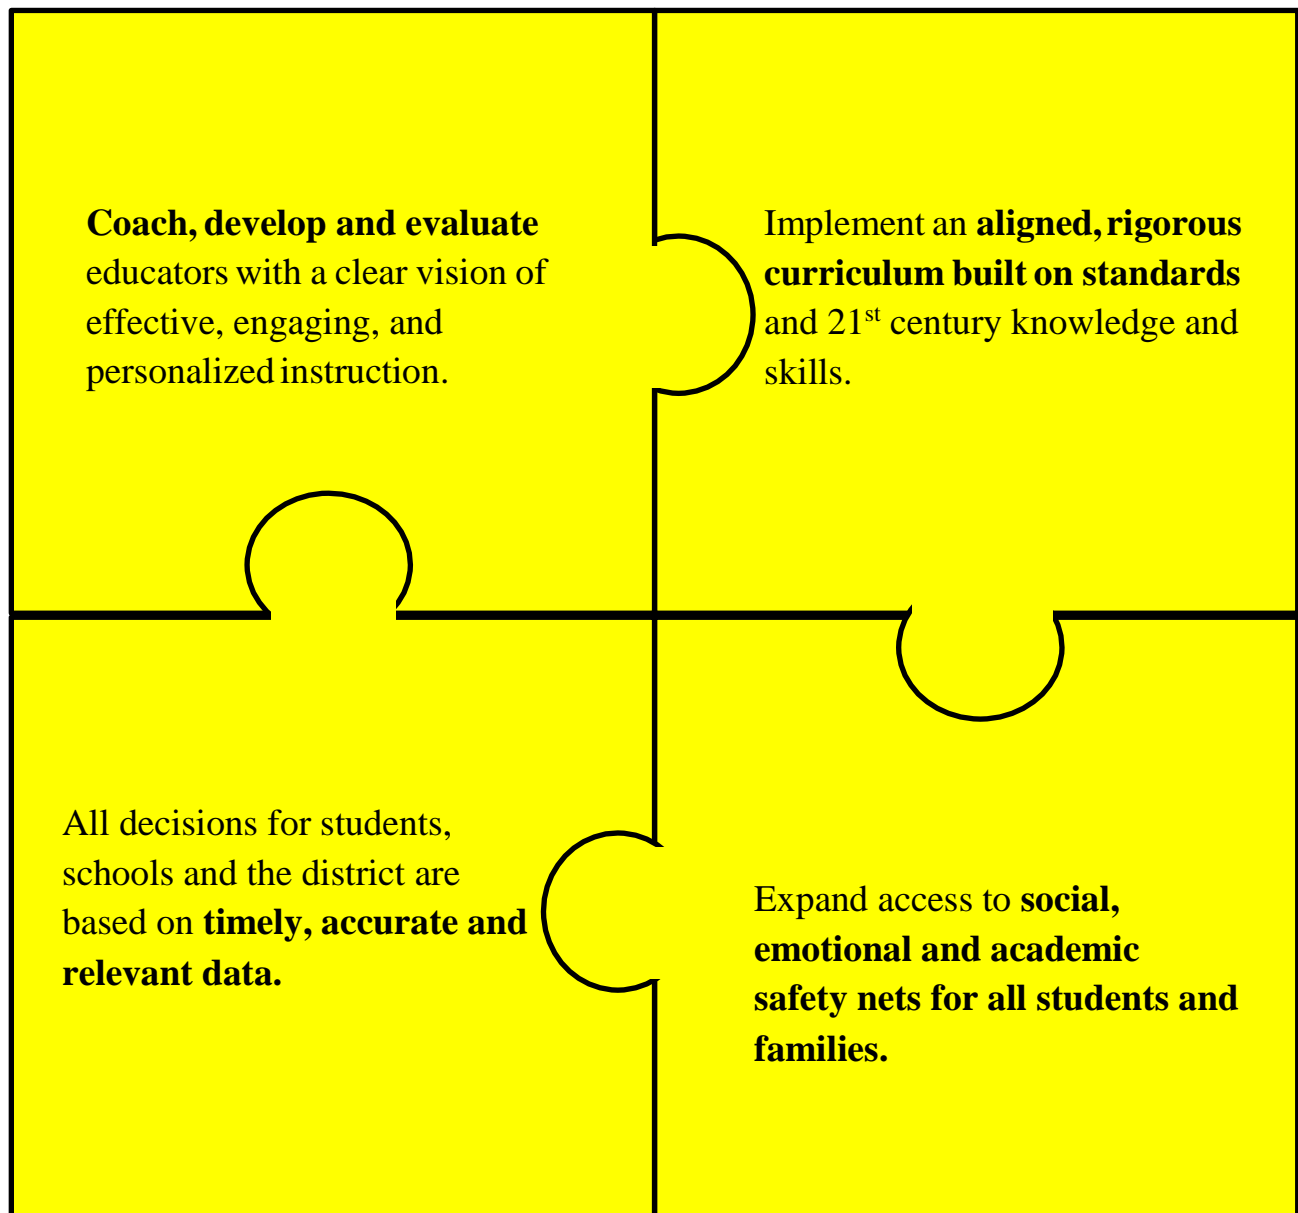 Coach, develop and evaluate
educators with a clear vision of
effective, engaging, and
personalized instruction.
Implement an aligned, rigorous
curriculum built on standards
and 21st century knowledge and
skills.
All decisions for students,
schools and the district are
based on timely, accurate and
relevant data.
Expand access to social,
emotional and academic
safety nets for all students and
families.